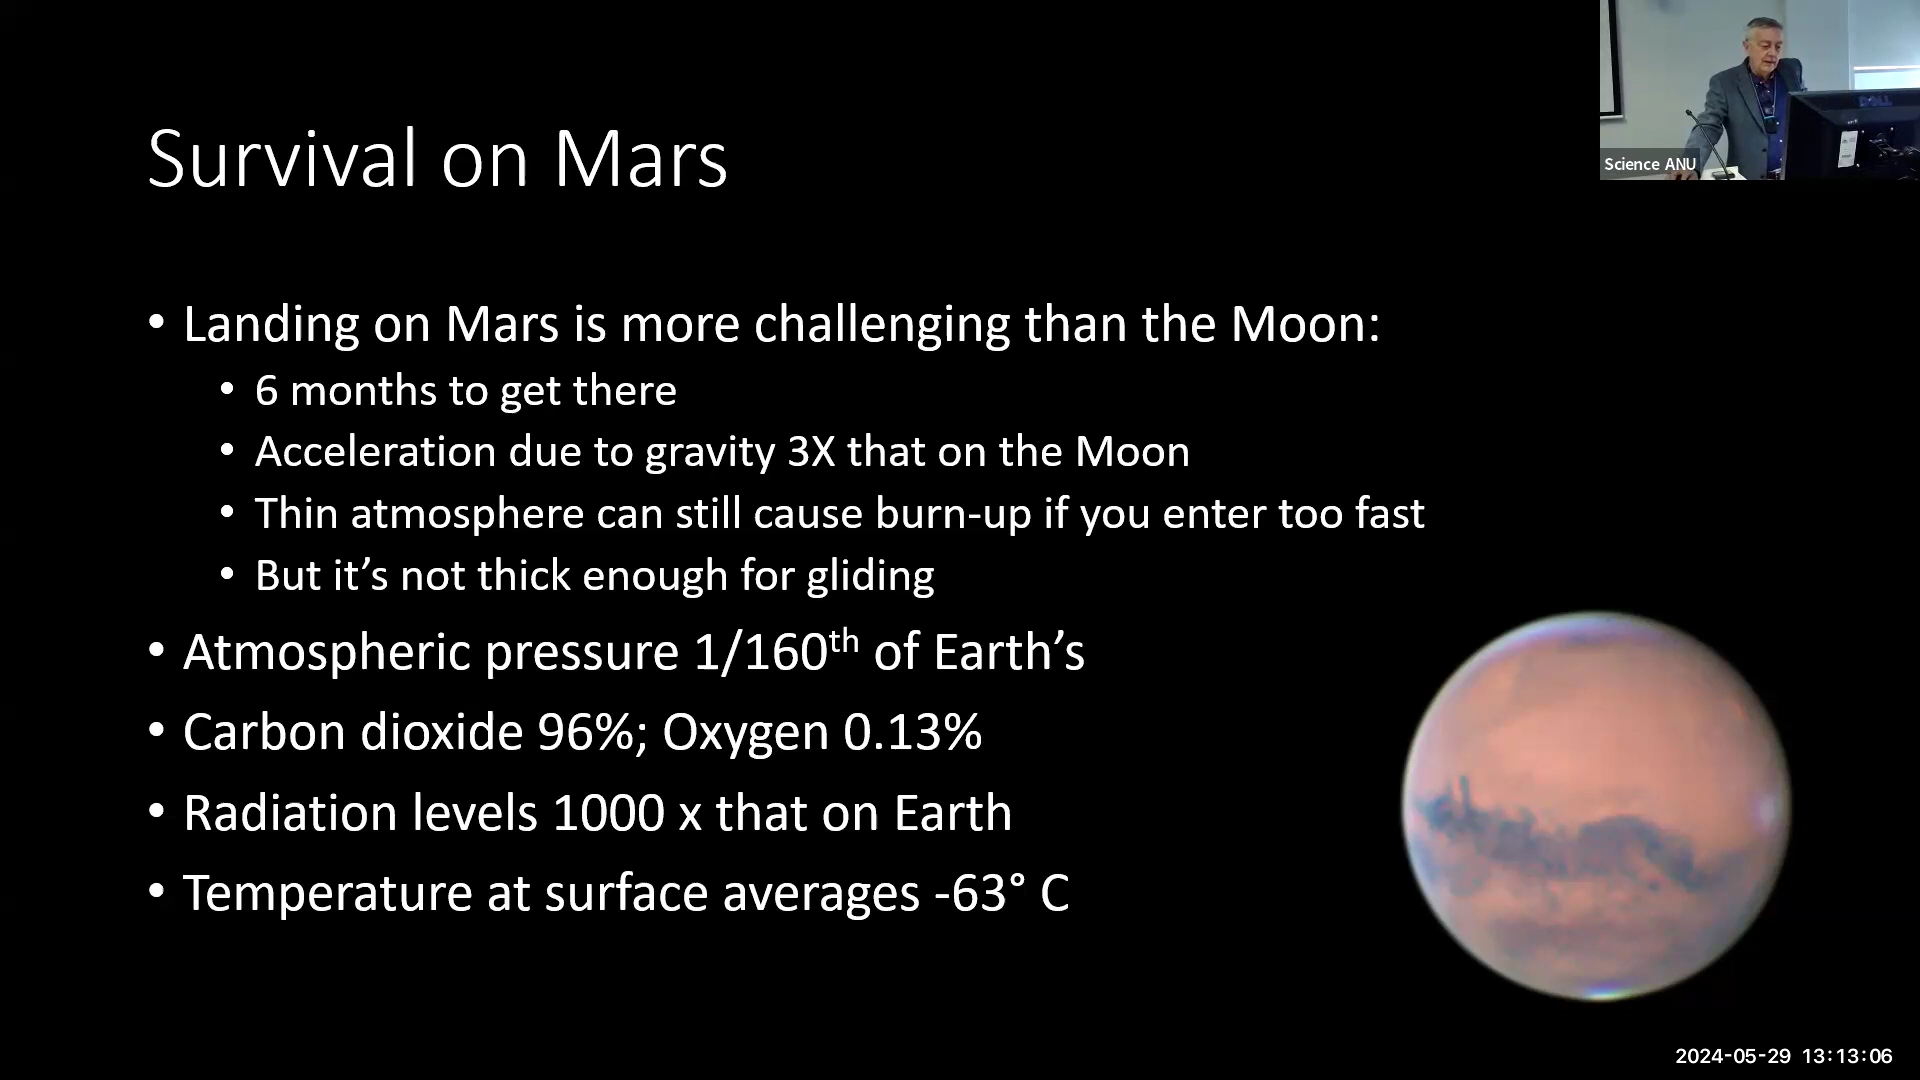 Survival on Mars
DELL
Science ANU
• Landing on Mars is more challenging than the Moon:
• 6 months to get there
• Acceleration due to gravity 3X that on the Moon
• Thin atmosphere can still cause burn-up if you enter too fast
• But it’s not thick enough for gliding
• Atmospheric pressure 1/160th of Earth’s
• Carbon dioxide 96%; Oxygen 0.13%
• Radiation levels 1000 x that on Earth
• Temperature at surface averages -63° C
2024-05-29 13:13:06